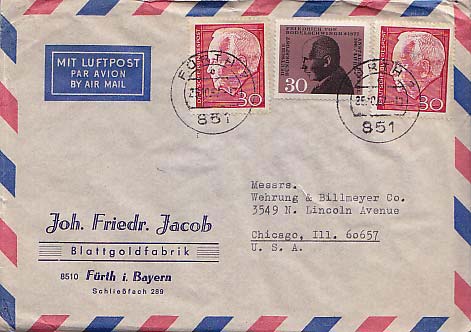 MIT LUFTPOST
PAR AVION
BY AIR MAIL
FRIEDRICH VON
BODELSCHWINGH
30
30
30
FÜRTH
851
851
Joh. Friedr. Jacob
Blattgoldfabrik
8510 Fürth i. Bayern
Schließfach 289
Messrs.
Wehrung & Billmeyer Co.
3549 N. Lincoln Avenue
Chicago, Ill. 60657
U. S. A.